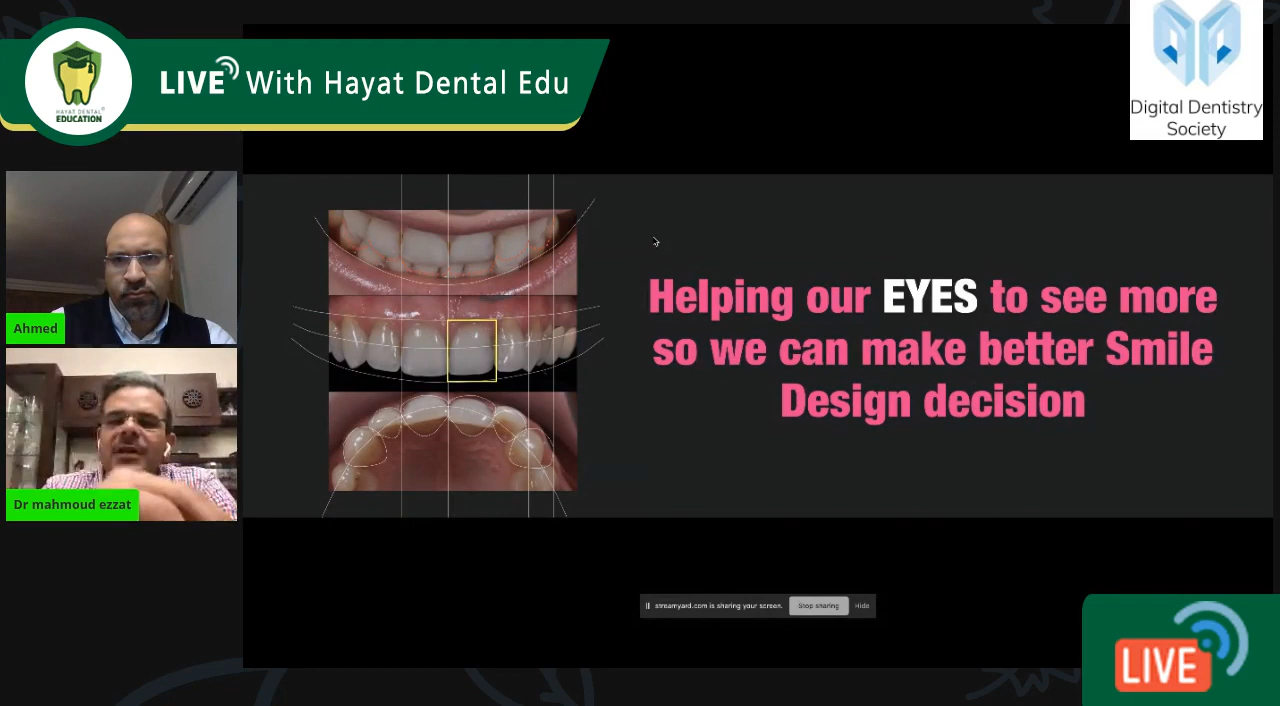 LIVE With Hayat Dental Edu
HAYAT DENTAL
EDUCATION
Digital Dentistry
Society
Ahmed
Dr mahmoud ezzat
Helping our EYES to see more
so we can make better Smile
Design decision
streamyard.com is sharing your screen.
Stop sharing
Hide
LIVE